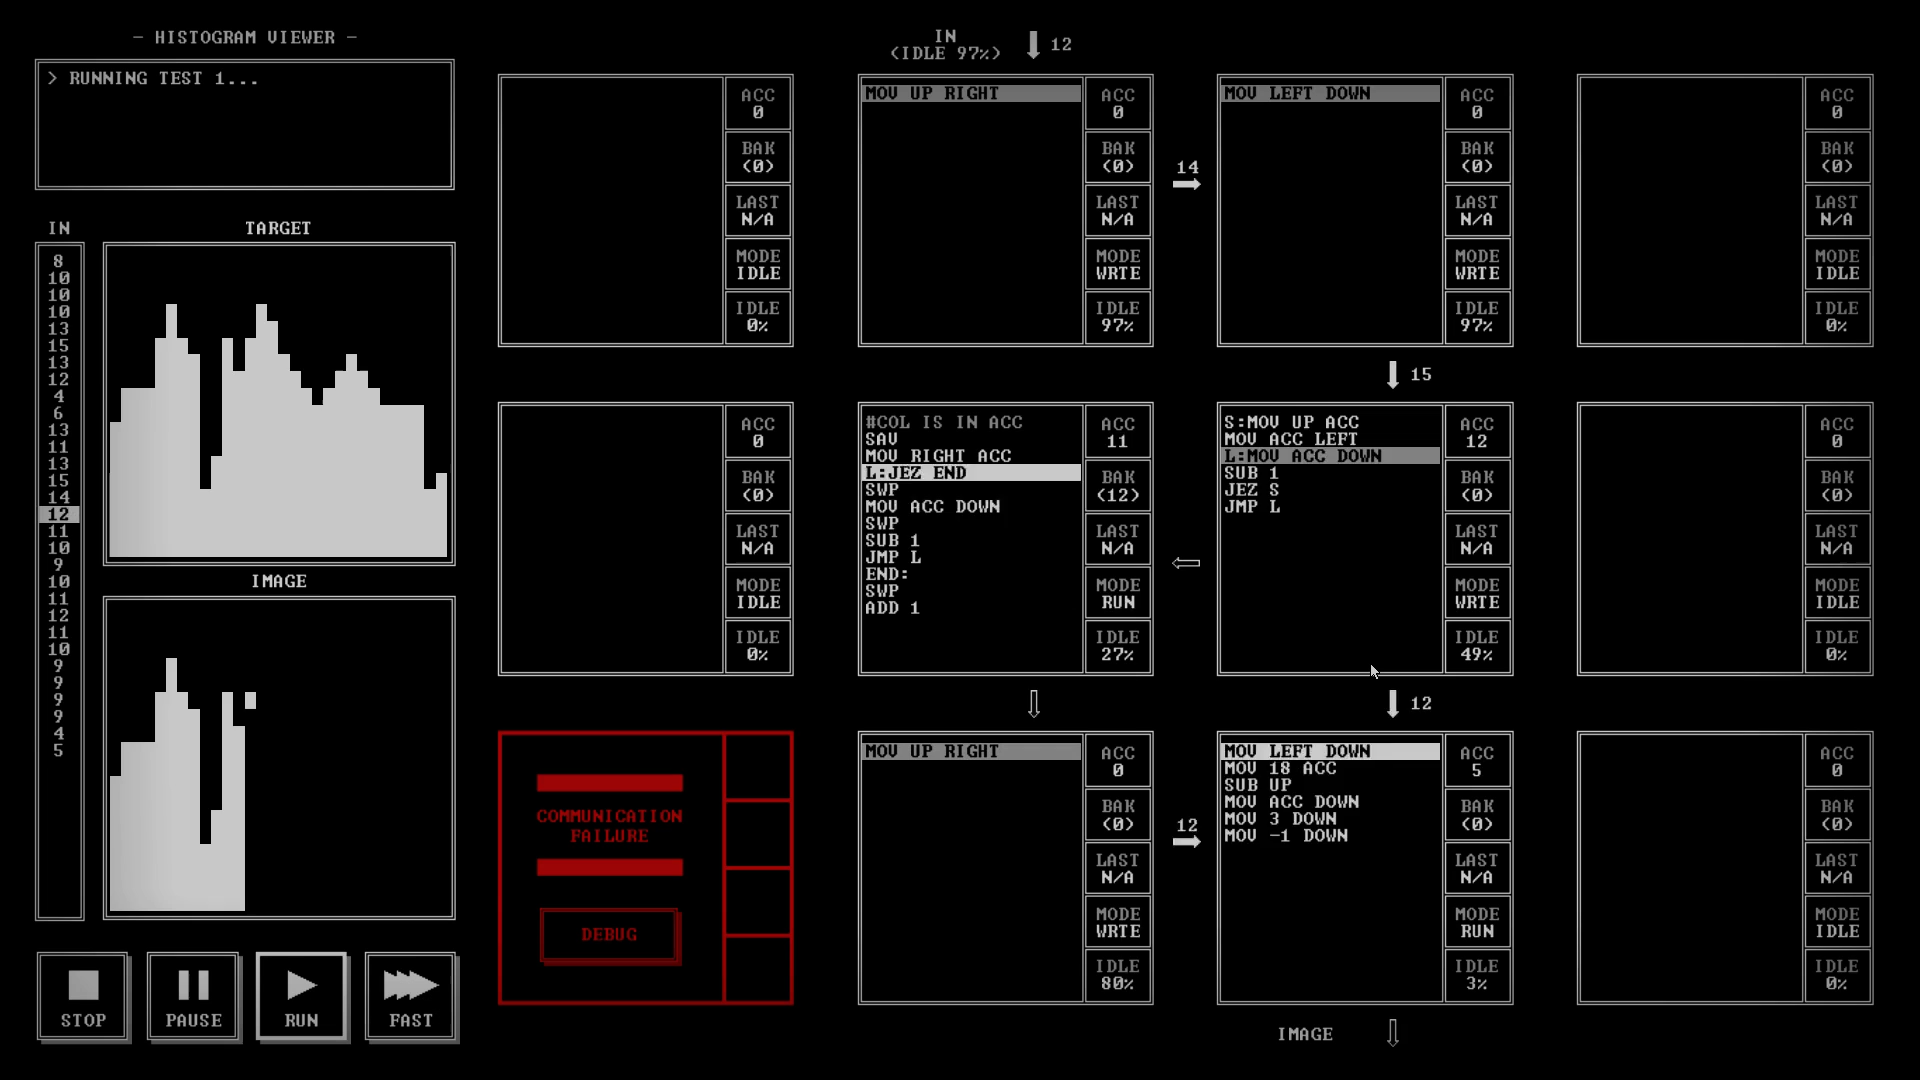 - HISTOGRAM VIEWER -
> RUNNING TEST 1...
IN
TARGET
8
10
10
10
13
15
13
12
4
6
13
11
13
15
14
12
11
10
9
10
11
12
11
10
9
9
9
9
4
5
IMAGE
STOP
PAUSE
RUN
FAST
IN
(IDLE 97%)
12
ACC
0
BAK
(0)
LAST
N/A
MODE
IDLE
IDLE
0%
MOV UP RIGHT
ACC
0
BAK
(0)
LAST
N/A
MODE
WRTE
IDLE
97%
14
MOV LEFT DOWN
ACC
0
BAK
(0)
LAST
N/A
MODE
WRTE
IDLE
97%
ACC
0
BAK
(0)
LAST
N/A
MODE
IDLE
IDLE
0%
15
ACC
0
BAK
(0)
LAST
N/A
MODE
IDLE
IDLE
0%
#COL IS IN ACC
SAV
MOV RIGHT ACC
L:JEZ END
SWP
MOV ACC DOWN
SWP
SUB 1
JMP L
END:
SWP
ADD 1
ACC
11
BAK
(12)
LAST
N/A
MODE
RUN
IDLE
27%
S:MOV UP ACC
MOV ACC LEFT
L:MOV ACC DOWN
SUB 1
JEZ S
JMP L
ACC
12
BAK
(0)
LAST
N/A
MODE
WRTE
IDLE
49%
ACC
0
BAK
(0)
LAST
N/A
MODE
IDLE
IDLE
0%
12
COMMUNICATION
FAILURE
DEBUG
MOV UP RIGHT
ACC
0
BAK
(0)
LAST
N/A
MODE
WRTE
IDLE
80%
12
MOV LEFT DOWN
MOV 18 ACC
SUB UP
MOV ACC DOWN
MOV 3 DOWN
MOV -1 DOWN
ACC
5
BAK
(0)
LAST
N/A
MODE
RUN
IDLE
3%
ACC
0
BAK
(0)
LAST
N/A
MODE
IDLE
IDLE
0%
IMAGE